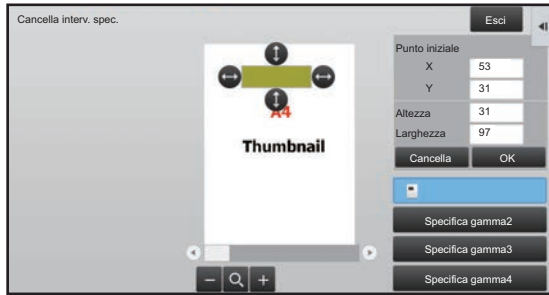 Cancella interv. spec.
Esci
A4
Thumbnail
Punto iniziale
X 53
Y 31
Altezza 31
Larghezza 97
Cancella OK
Specifica gamma2
Specifica gamma3
Specifica gamma4